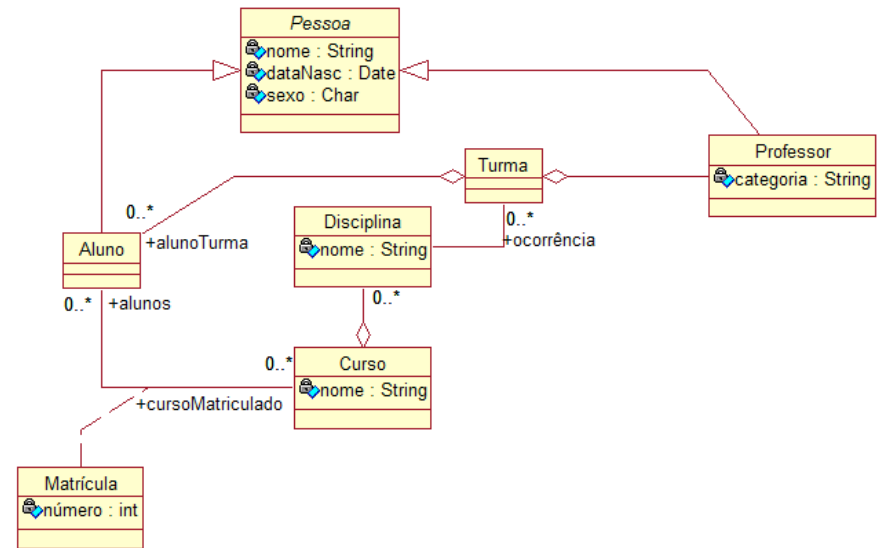 Pessoa
nome : String
dataNasc : Date
sexo : Char
Professor
categoria : String
Turma
0..*
+alunoTurma
Disciplina
nome : String
0..*
+ocorrência
Aluno
0..*
+alunos
0..*
0..*
Curso
nome : String
+cursoMatriculado
Matrícula
número : int